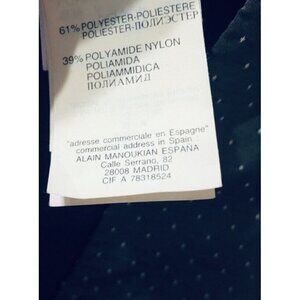 61% POLYESTER-POLIESTERE
POLIESTER-ПОЛИЭСТЕР
39% POLYAMIDE NYLON
POLIAMIDA
POLIAMMIDICA
ПОЛИАМИД
"adresse commerciale en Espagne"
commercial address in Spain
ALAIN MANOUKIAN ESPAÑA
Calle Serrano, 82
28008 MADRID
CIF A 78318524